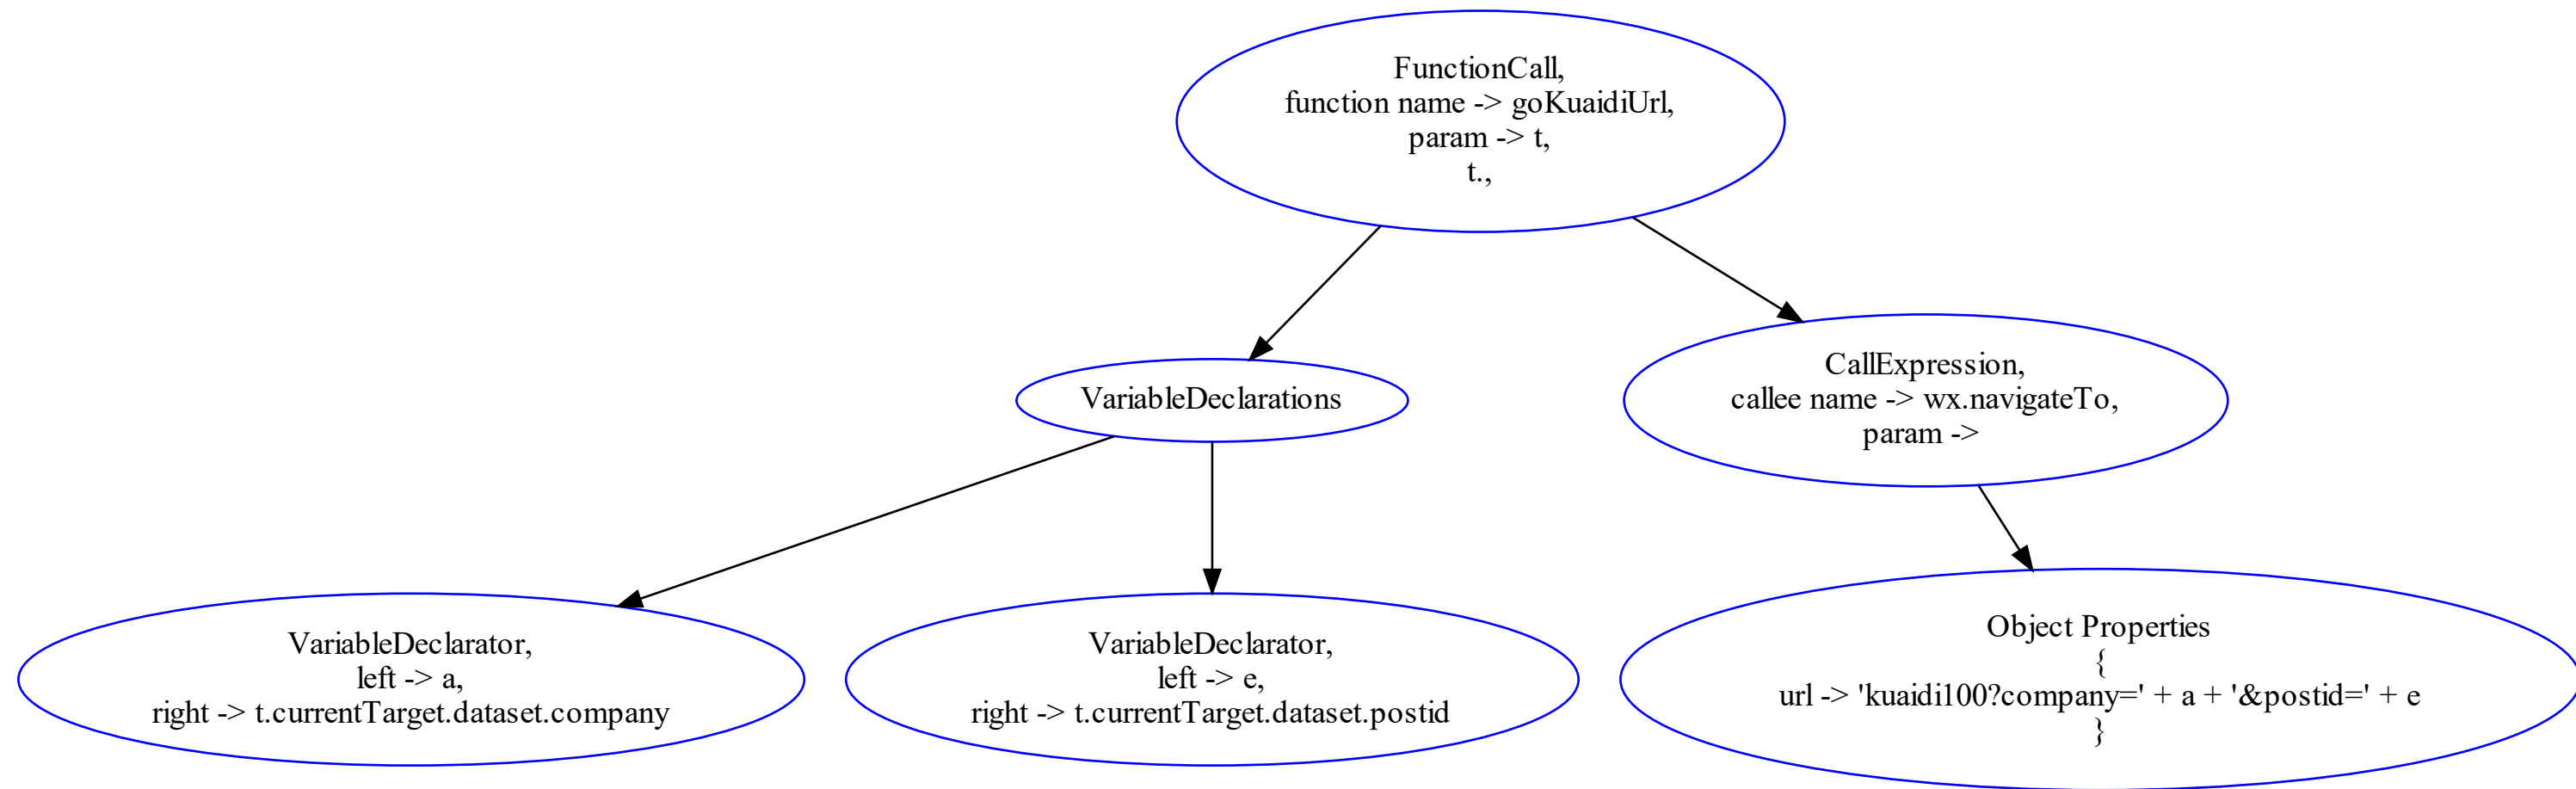 FunctionCall,
function name -> goKuaidiUrl,
param -> t,
t.,
VariableDeclarations
CallExpression,
callee name -> wx.navigateTo,
param ->
VariableDeclarator,
left -> a,
right -> t.currentTarget.dataset.company
VariableDeclarator,
left -> e,
right -> t.currentTarget.dataset.postid
Object Properties
{
url -> 'kuaidi100?company=' + a + '&postid=' + e
}